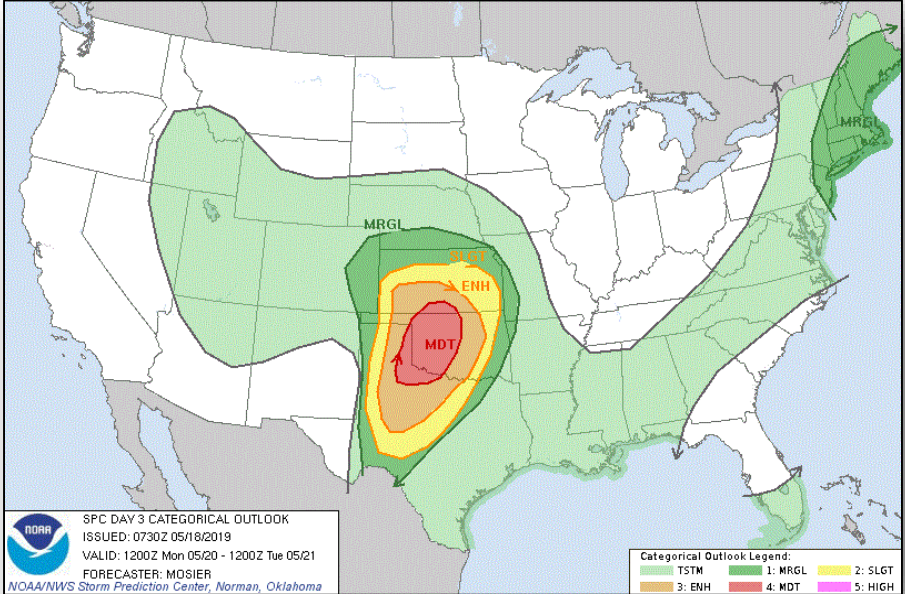 MRGL
MRGL
SLGT
ENH
MDT
NOAA
SPC DAY 3 CATEGORICAL OUTLOOK
ISSUED: 0730Z 05/18/2019
VALID: 1200Z Mon 05/20 - 1200Z Tue 05/21
FORECASTER: MOSIER
NOAA/NWS Storm Prediction Center, Norman, Oklahoma
Categorical Outlook Legend:
TSTM 1: MRGL 2: SLGT
3: ENH 4: MDT 5: HIGH